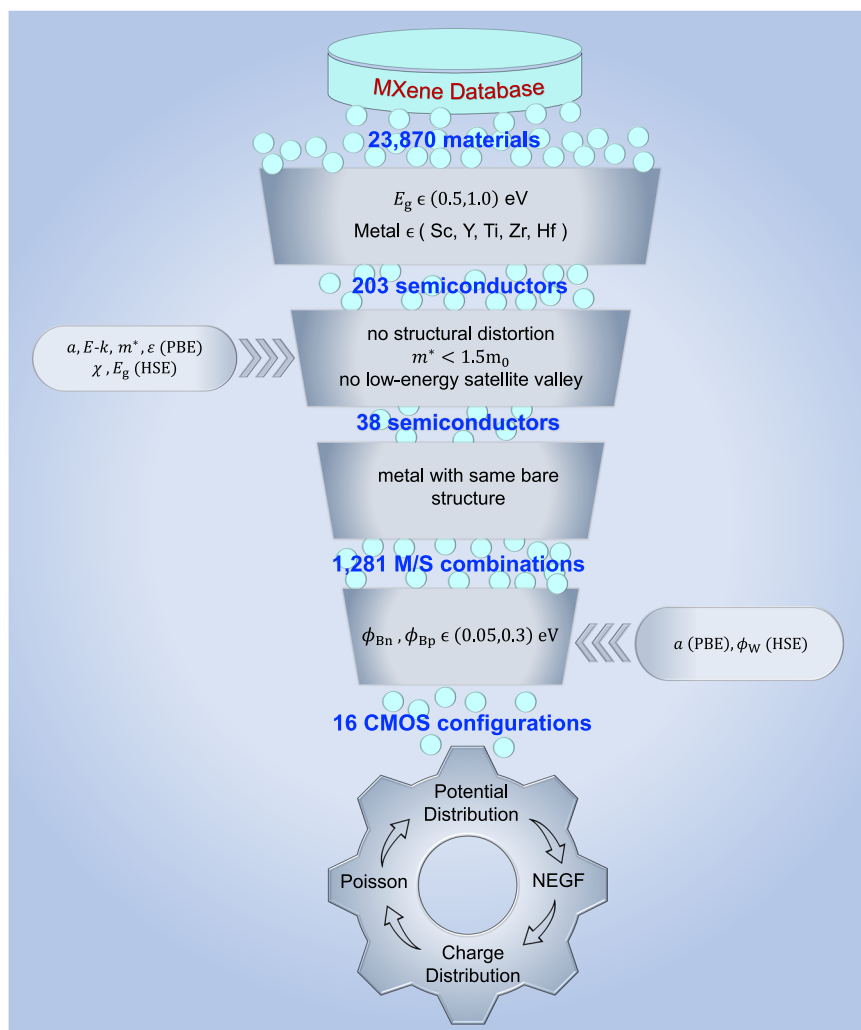 MXene Database
23,870 materials
E_g ϵ (0.5,1.0) eV
Metal ϵ ( Sc, Y, Ti, Zr, Hf )
203 semiconductors
a, E-k, m*, ε (PBE)
χ , E_g (HSE)
no structural distortion
m* < 1.5m₀
no low-energy satellite valley
38 semiconductors
metal with same bare
structure
1,281 M/S combinations
ϕ_Bn , ϕ_Bp ϵ (0.05,0.3) eV
a (PBE), ϕ_W (HSE)
16 CMOS configurations
Potential
Distribution
Poisson
NEGF
Charge
Distribution